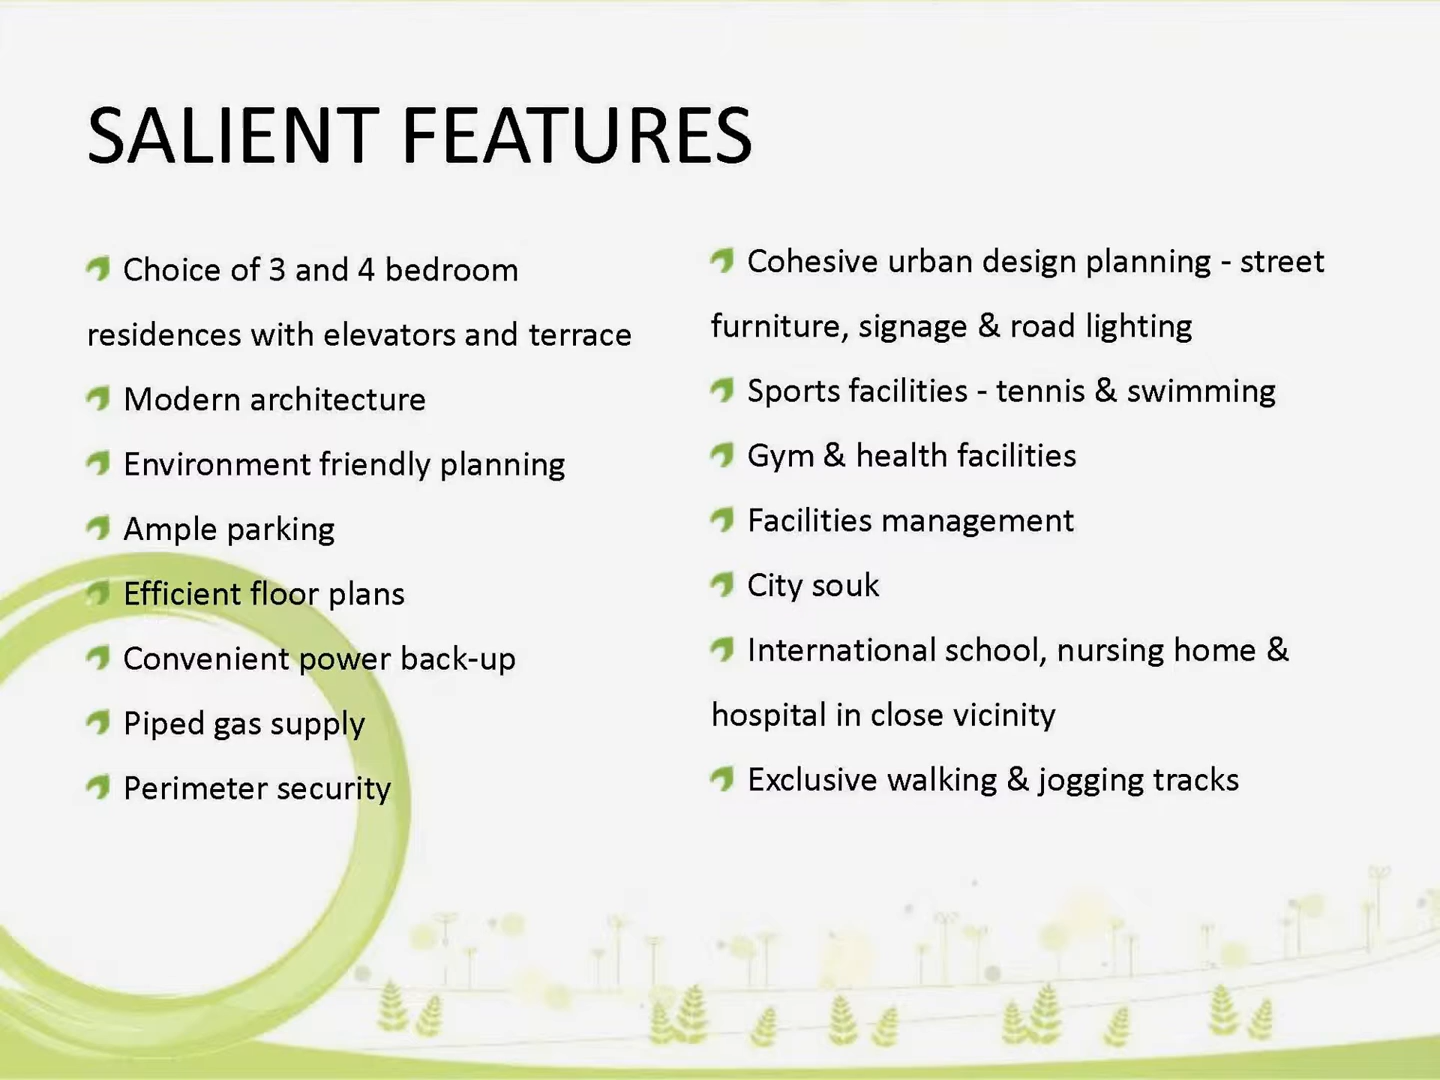 SALIENT FEATURES
Choice of 3 and 4 bedroom
residences with elevators and terrace
Modern architecture
Environment friendly planning
Ample parking
Efficient floor plans
Convenient power back-up
Piped gas supply
Perimeter security
Cohesive urban design planning - street
furniture, signage & road lighting
Sports facilities - tennis & swimming
Gym & health facilities
Facilities management
City souk
International school, nursing home &
hospital in close vicinity
Exclusive walking & jogging tracks